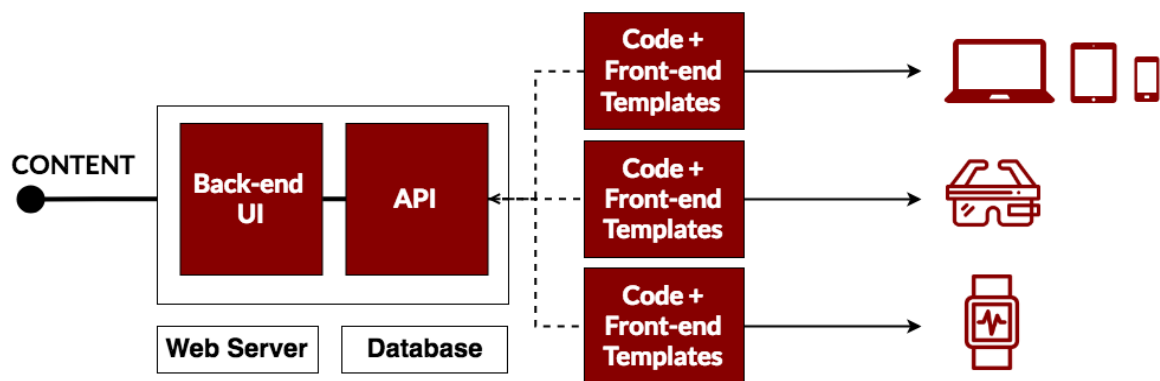 CONTENT
Back-end
UI
API
Web Server
Database
Code +
Front-end
Templates
Code +
Front-end
Templates
Code +
Front-end
Templates